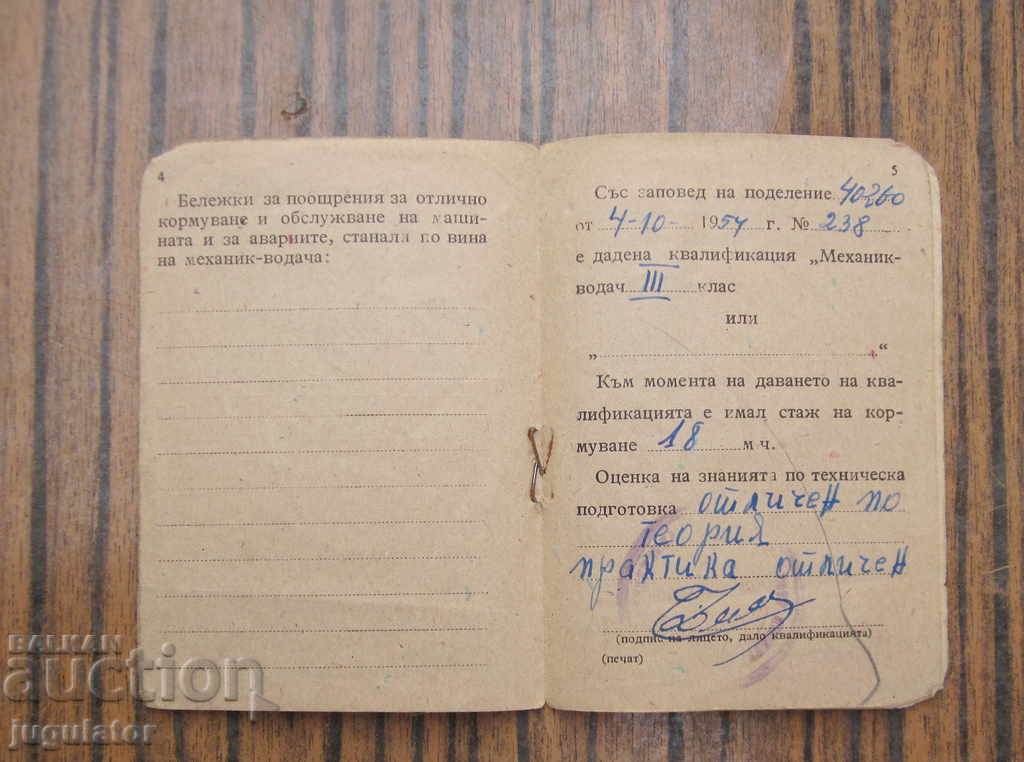 4
Бележки за поощрения за отлично
кормуване и обслужване на маши-
ната и за авариите, станали по вина
на механик-водача:
5
Със заповед на поделение 40260
от 4-10- 1954 г. № 238
е дадена квалификация „Механик-
водач III клас
или
„ “
Към момента на даването на ква-
лификацията е имал стаж на кор-
муване 18 м ч.
Оценка на знанията по техническа
подготовка отличен по
теория
практика отличен
(подпис на лицето, дало квалификацията)
(печат)
БАLКАN
auction
jugulator